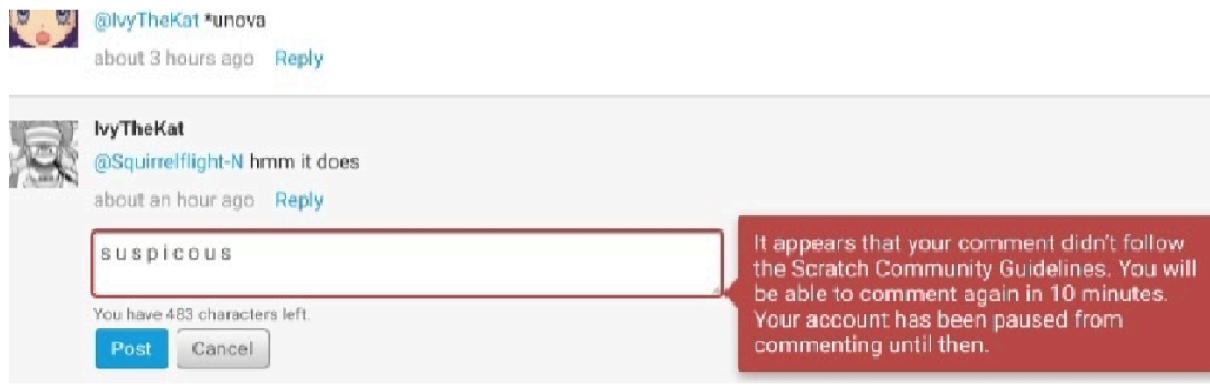 @IvyTheKat *unova
about 3 hours ago Reply
IvyTheKat
@Squirrelflight-N hmm it does
about an hour ago Reply
s u s p i c o u s
It appears that your comment didn't follow
the Scratch Community Guidelines. You will
be able to comment again in 10 minutes.
Your account has been paused from
commenting until then.
You have 483 characters left.
Post Cancel